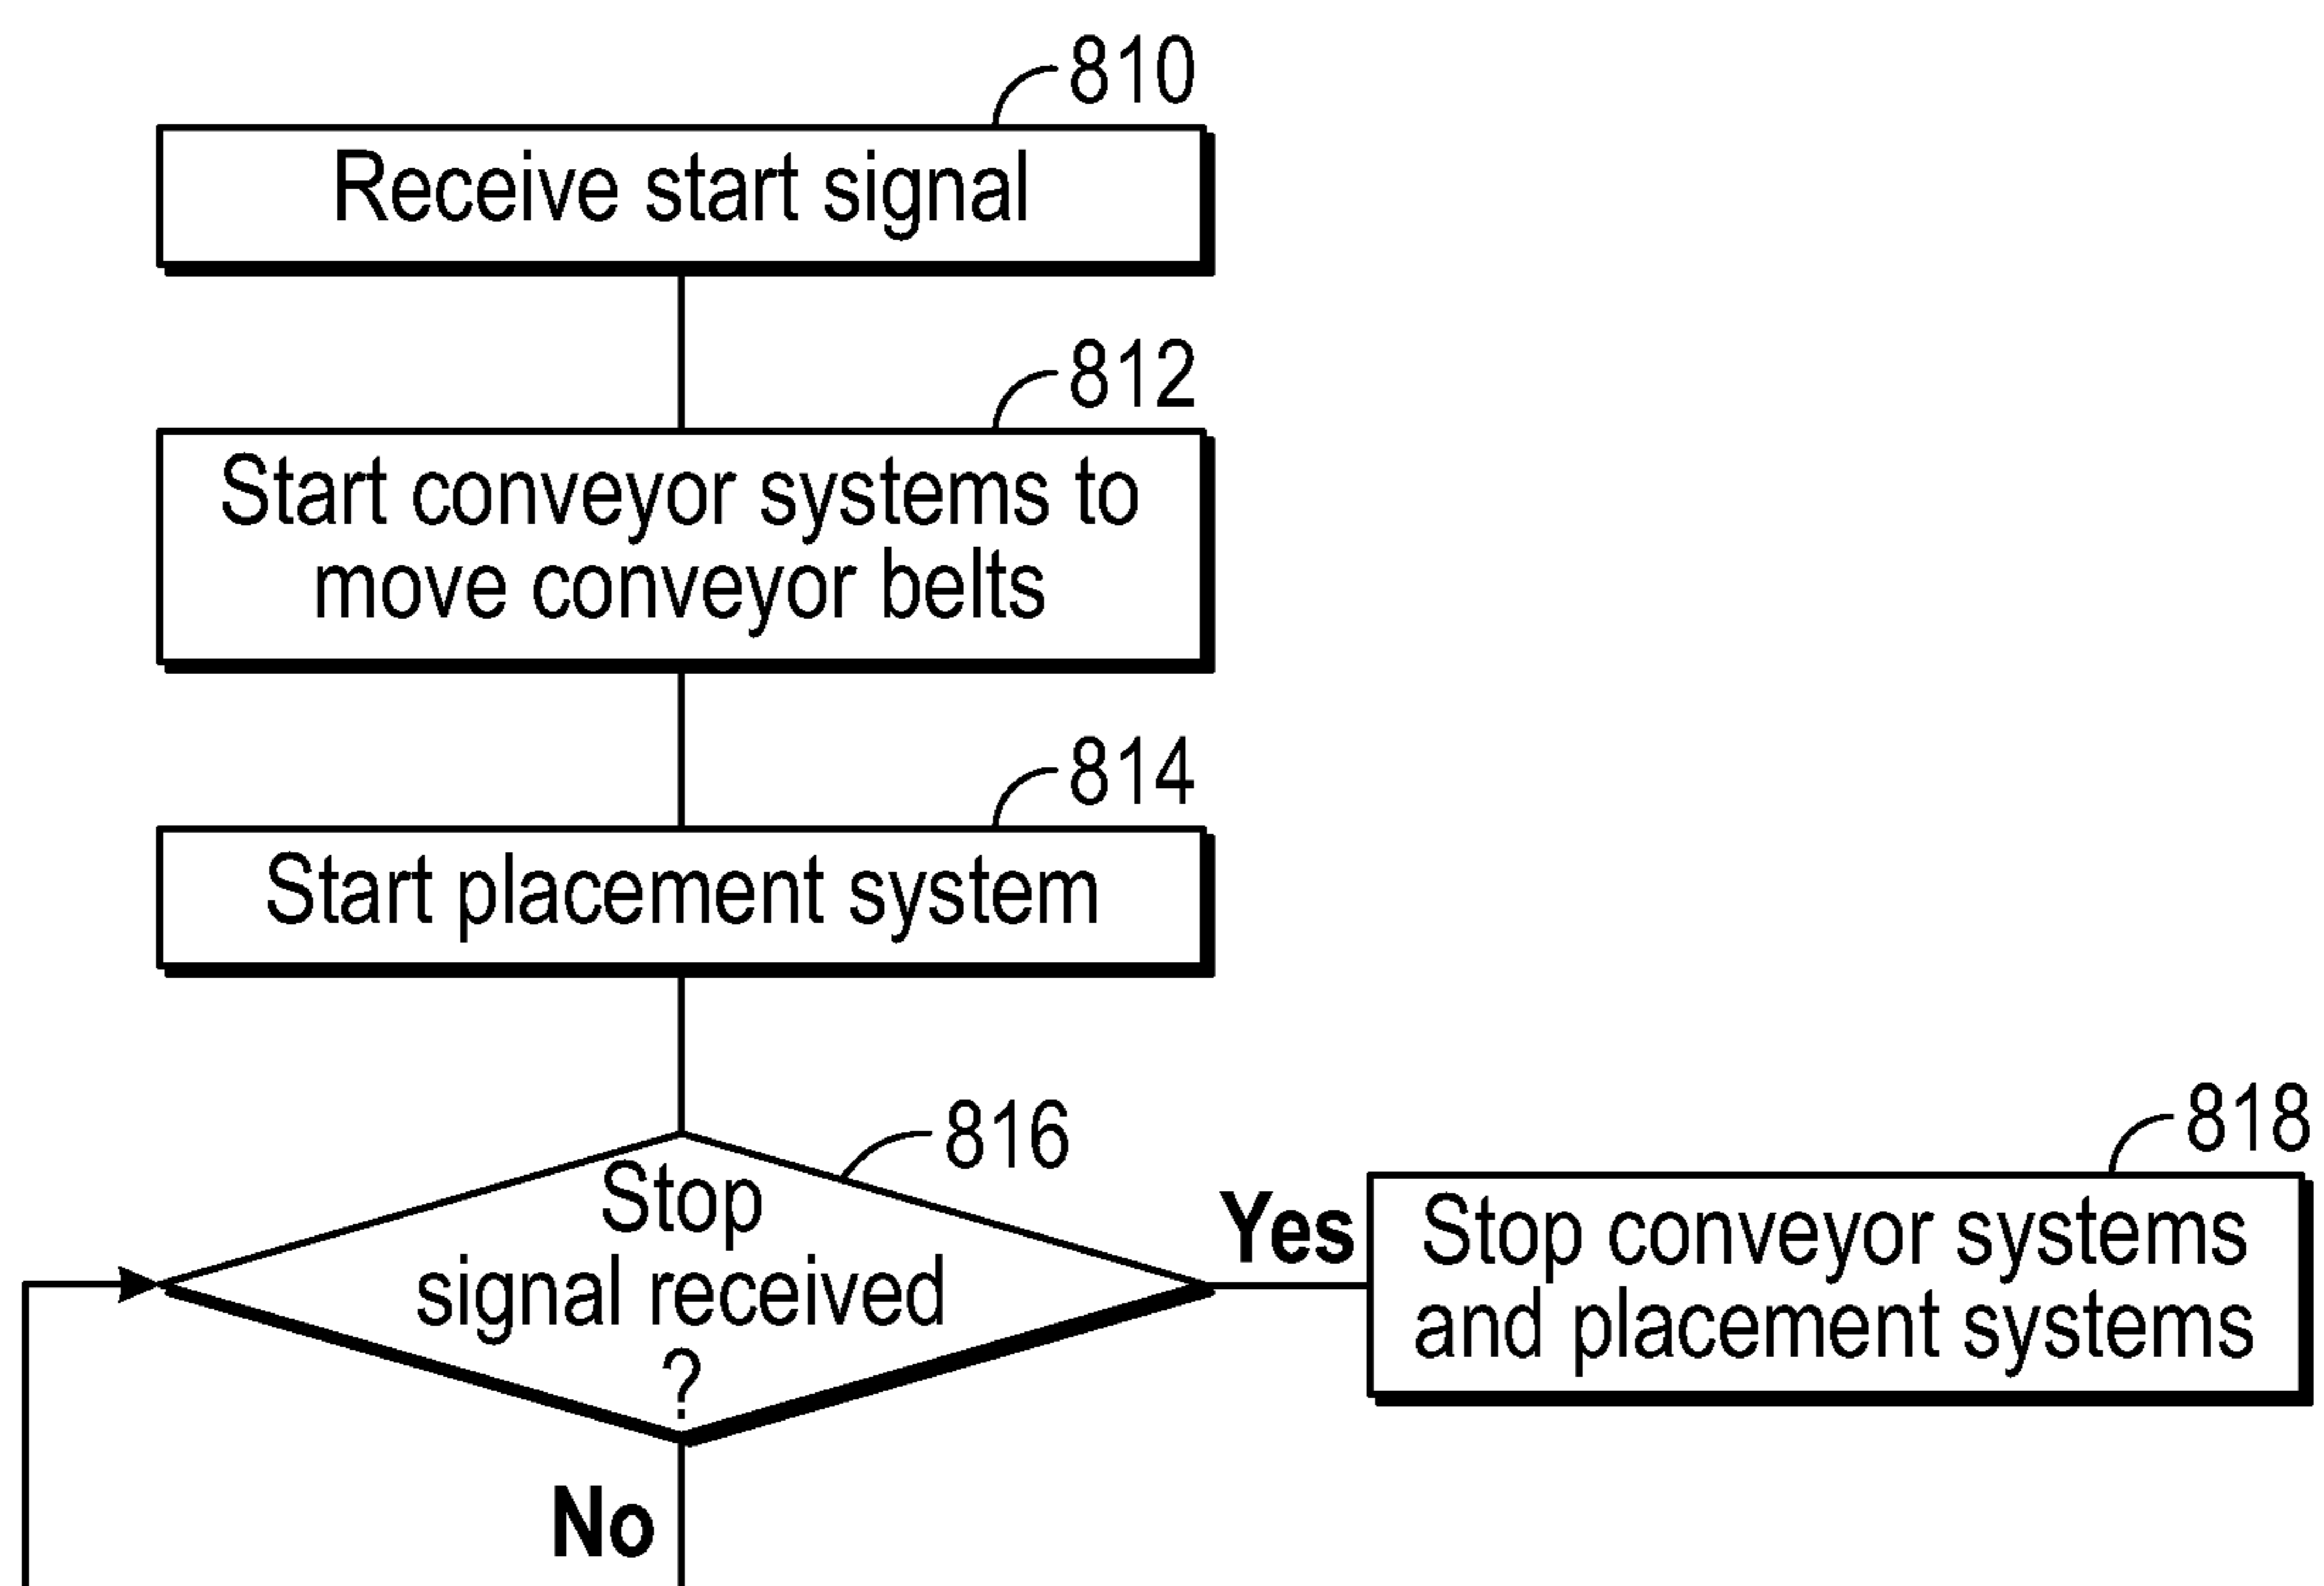 810
Receive start signal
812
Start conveyor systems to
move conveyor belts
814
Start placement system
816
Stop
signal received
?
Yes
818
Stop conveyor systems
and placement systems
No